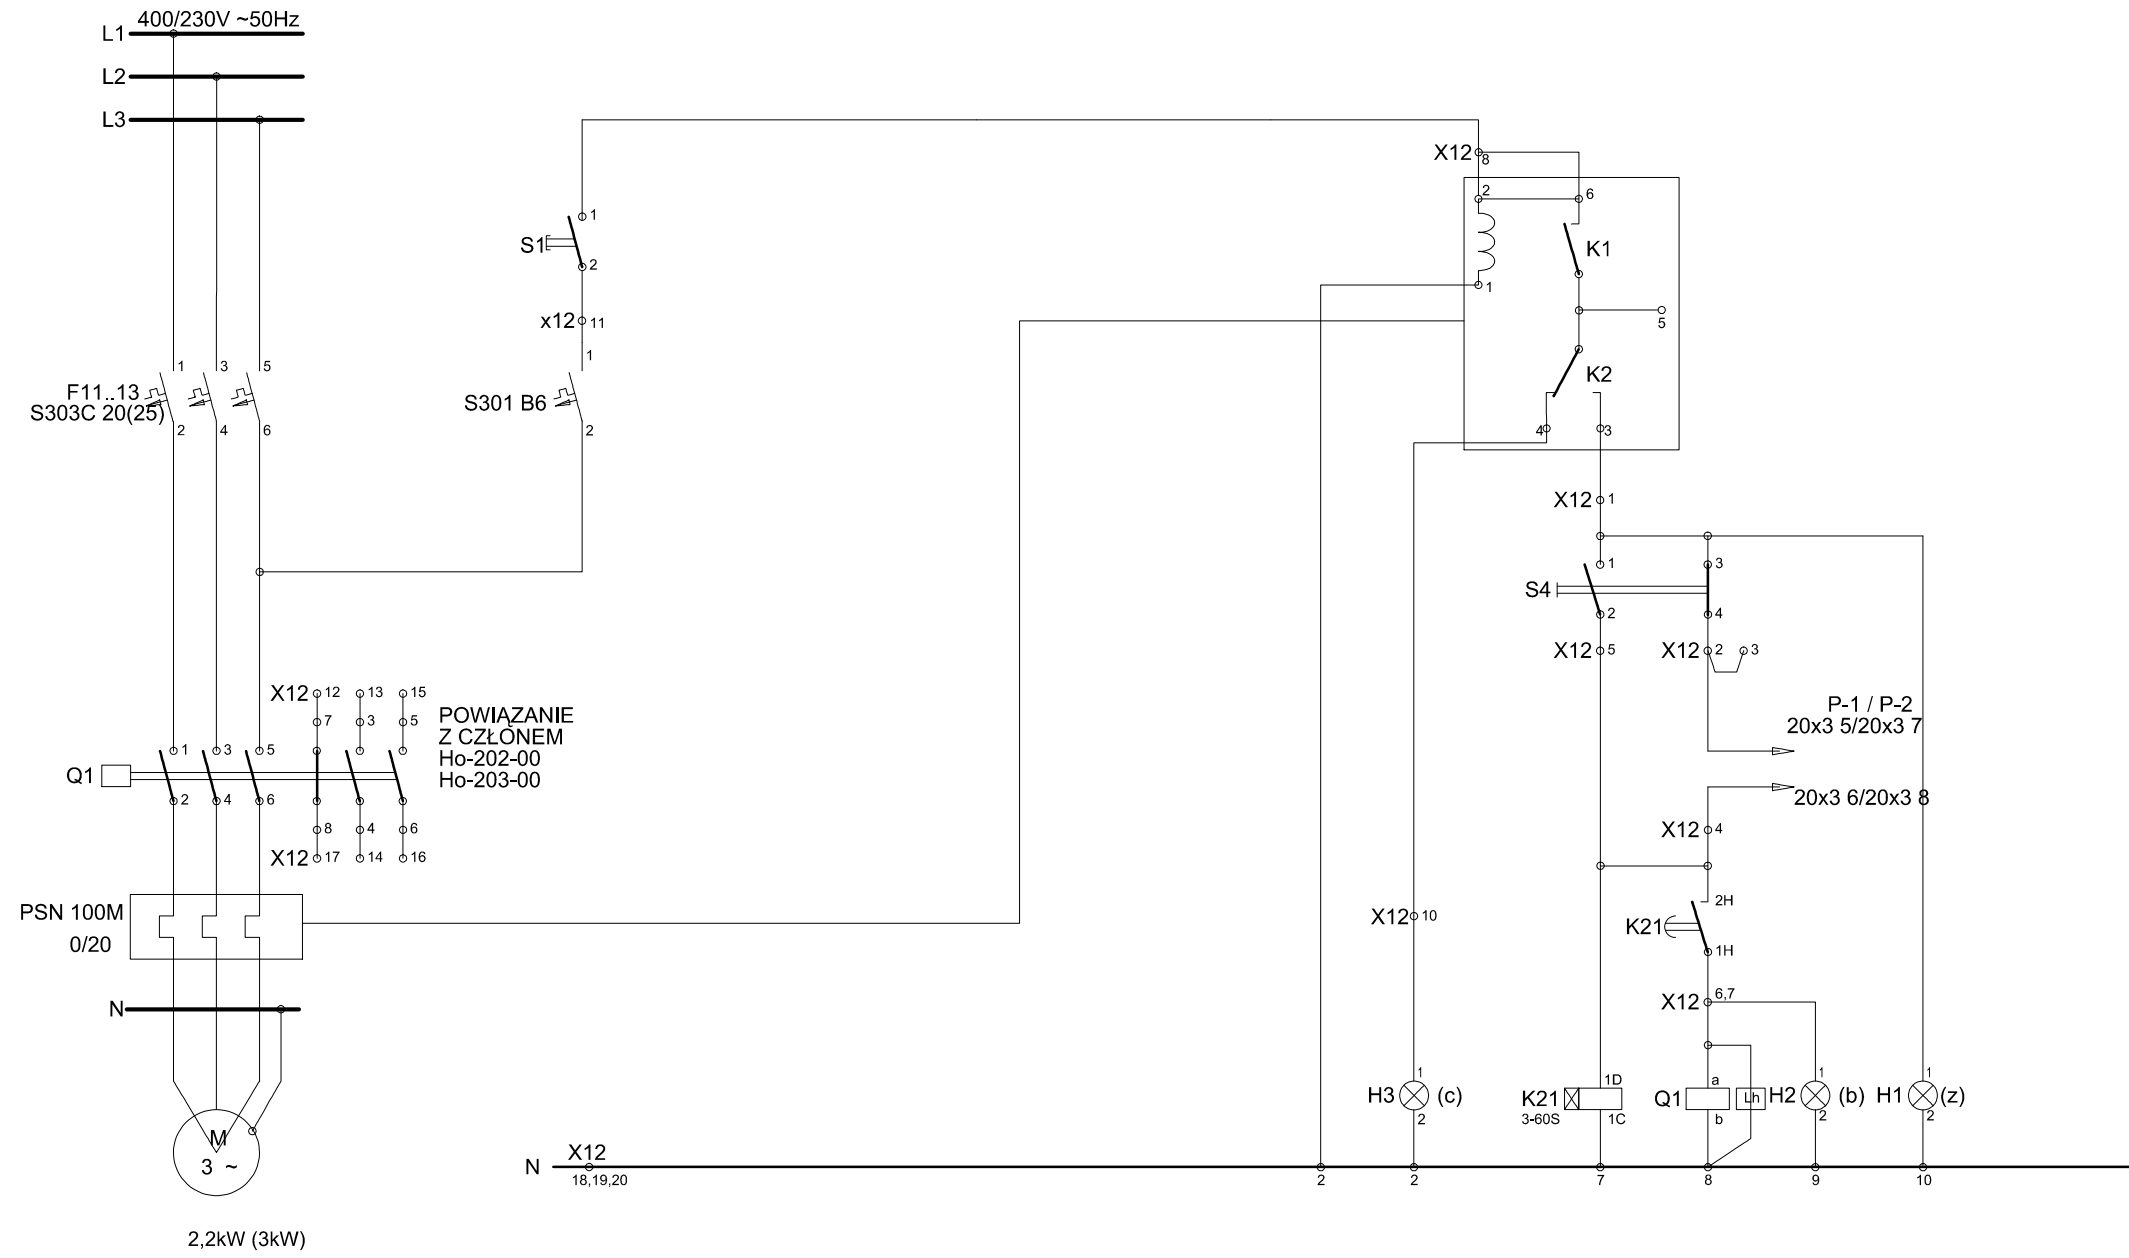 400/230V ~50Hz
L1
L2
L3
X12
8
2
6
1
S1
2
K1
1
x12
11
5
1
1
3
5
F11..13
S303C 20(25)
S301 B6
K2
2
4
6
2
4
3
X12
1
1
3
S4
2
4
X12
5
X12
2
3
X12
12
13
15
7
3
5
POWIĄZANIE
Z CZŁONEM
Ho-202-00
Ho-203-00
P-1 / P-2
20x3 5/20x3 7
1
3
5
Q1
2
4
6
20x3 6/20x3 8
8
4
6
X12
4
X12
17
14
16
PSN 100M
0/20
2H
X12
10
K21
1H
N
X12
6,7
1
1D
a
1
1
H3
(c)
K21
3-60S
Q1
Lh
H2
(b)
H1
(z)
2
1C
b
2
2
M
3 ~
N
X12
18,19,20
2
2
7
8
9
10
2,2kW (3kW)